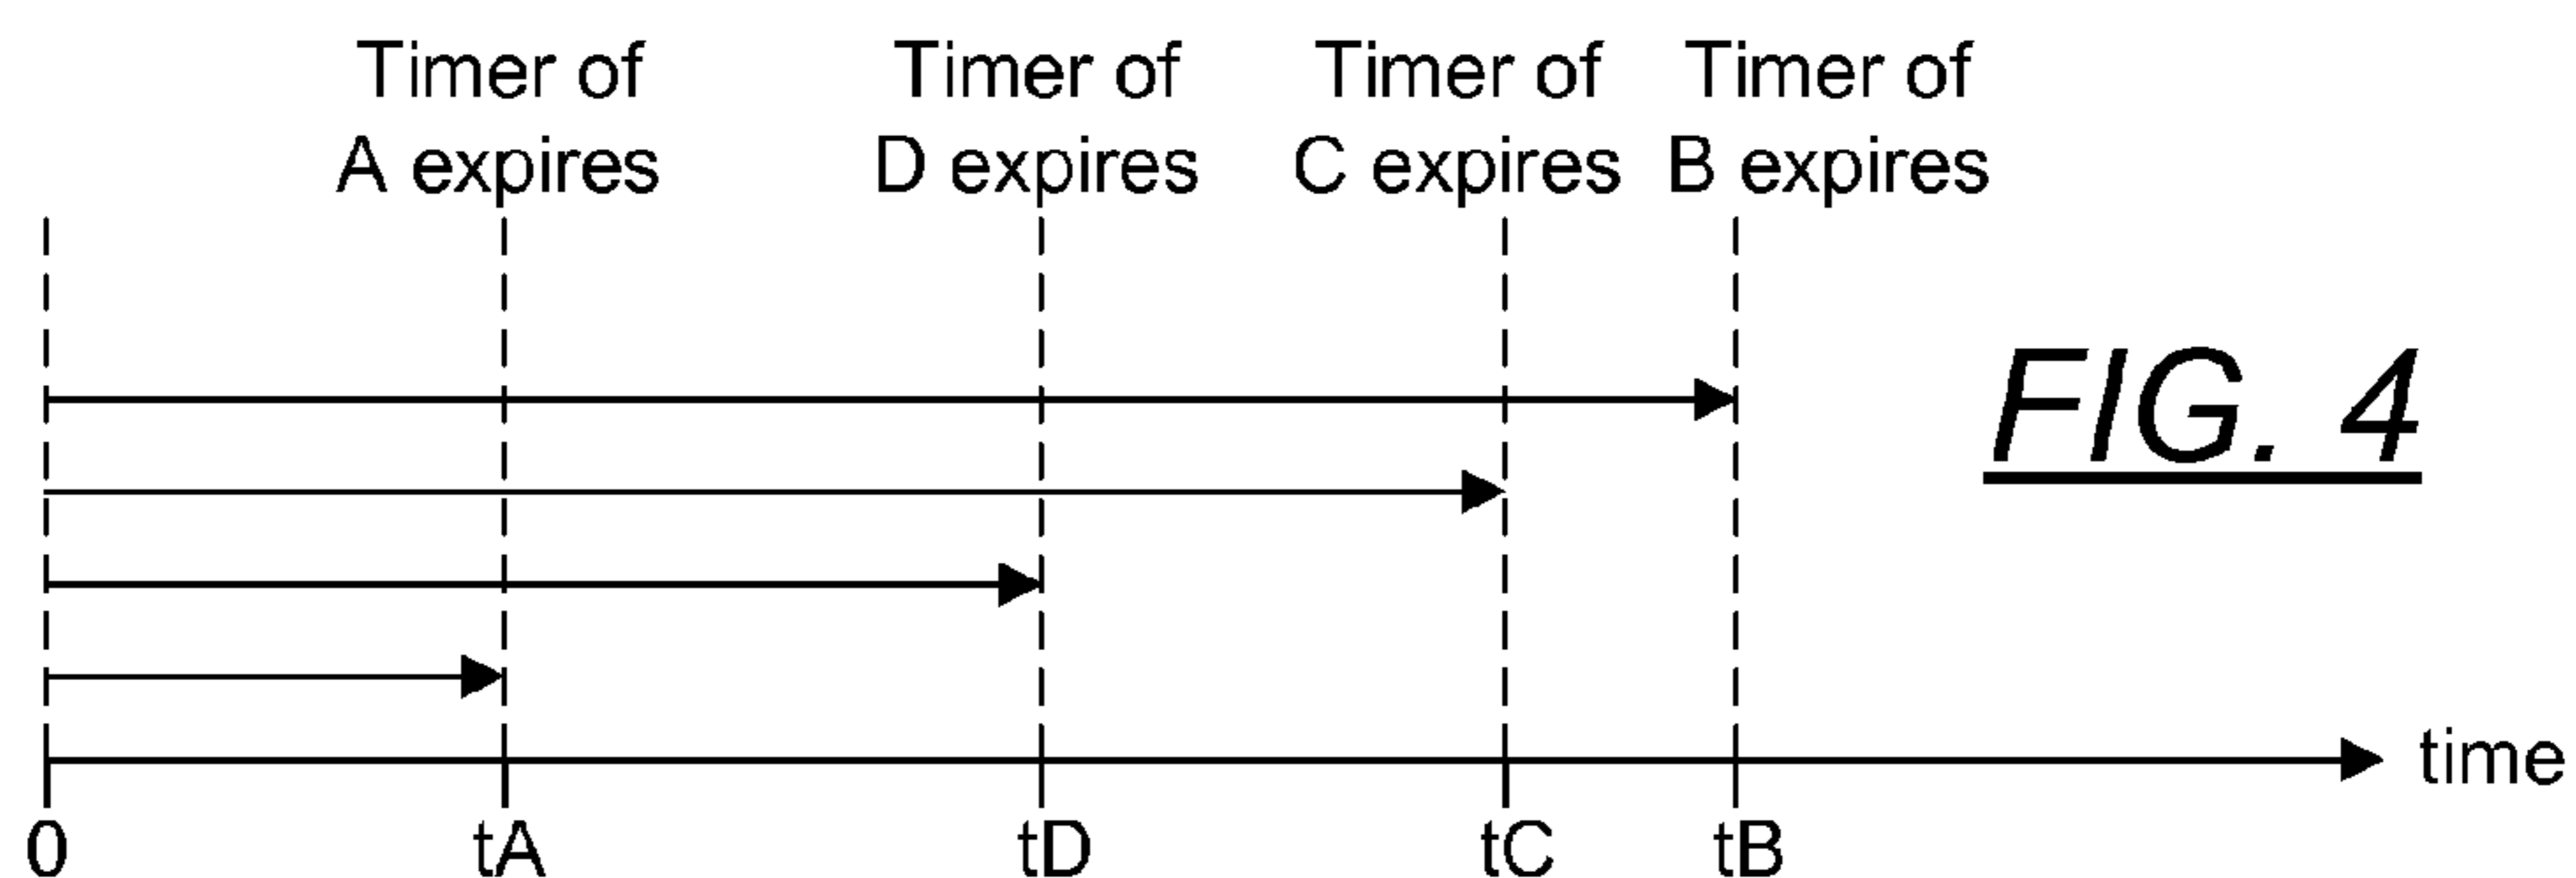 Timer of
A expires
Timer of
D expires
Timer of
C expires
Timer of
B expires
FIG. 4
time
0
tA
tD
tC
tB